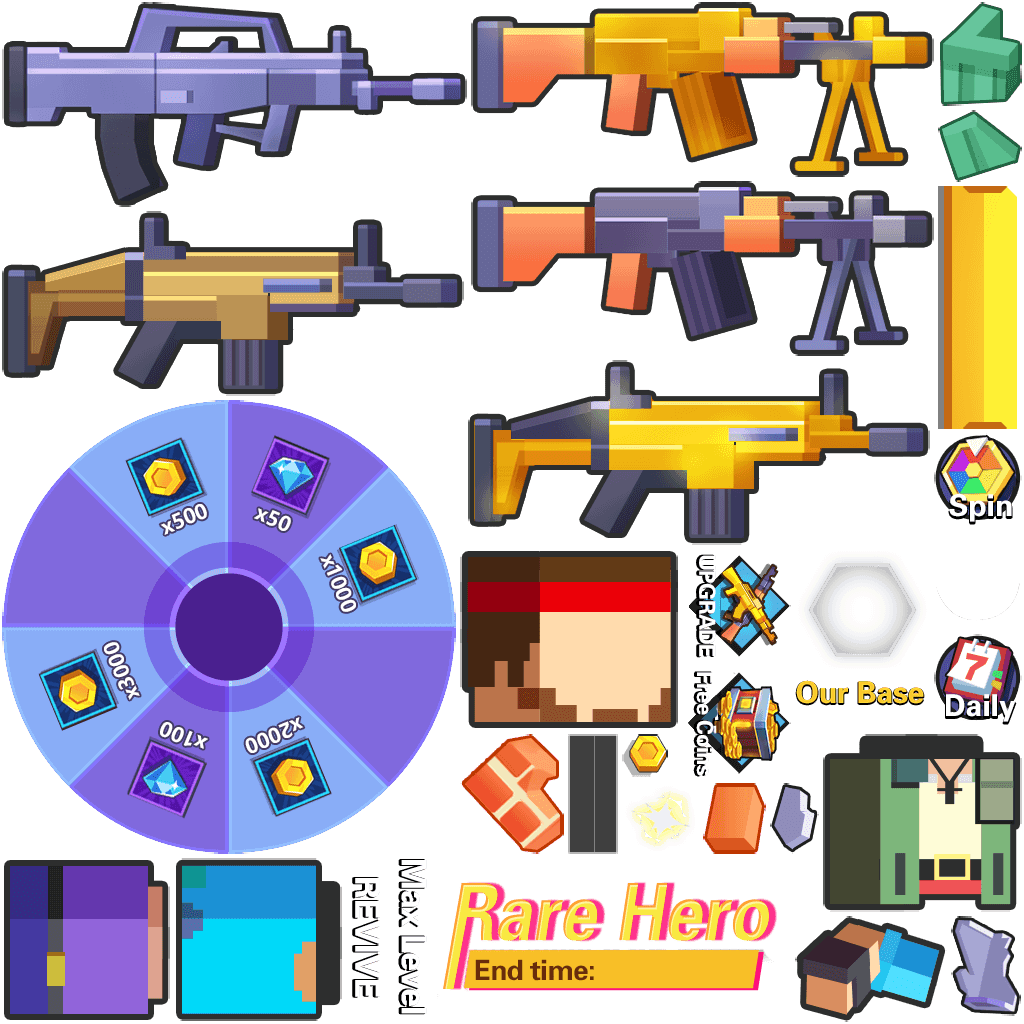 Spin
x500
x50
x1000
x3000
x100
x2000
UPGRADE
Free Coins
Our Base
7
Daily
Max Level
REVIVE
Rare Hero
End time: